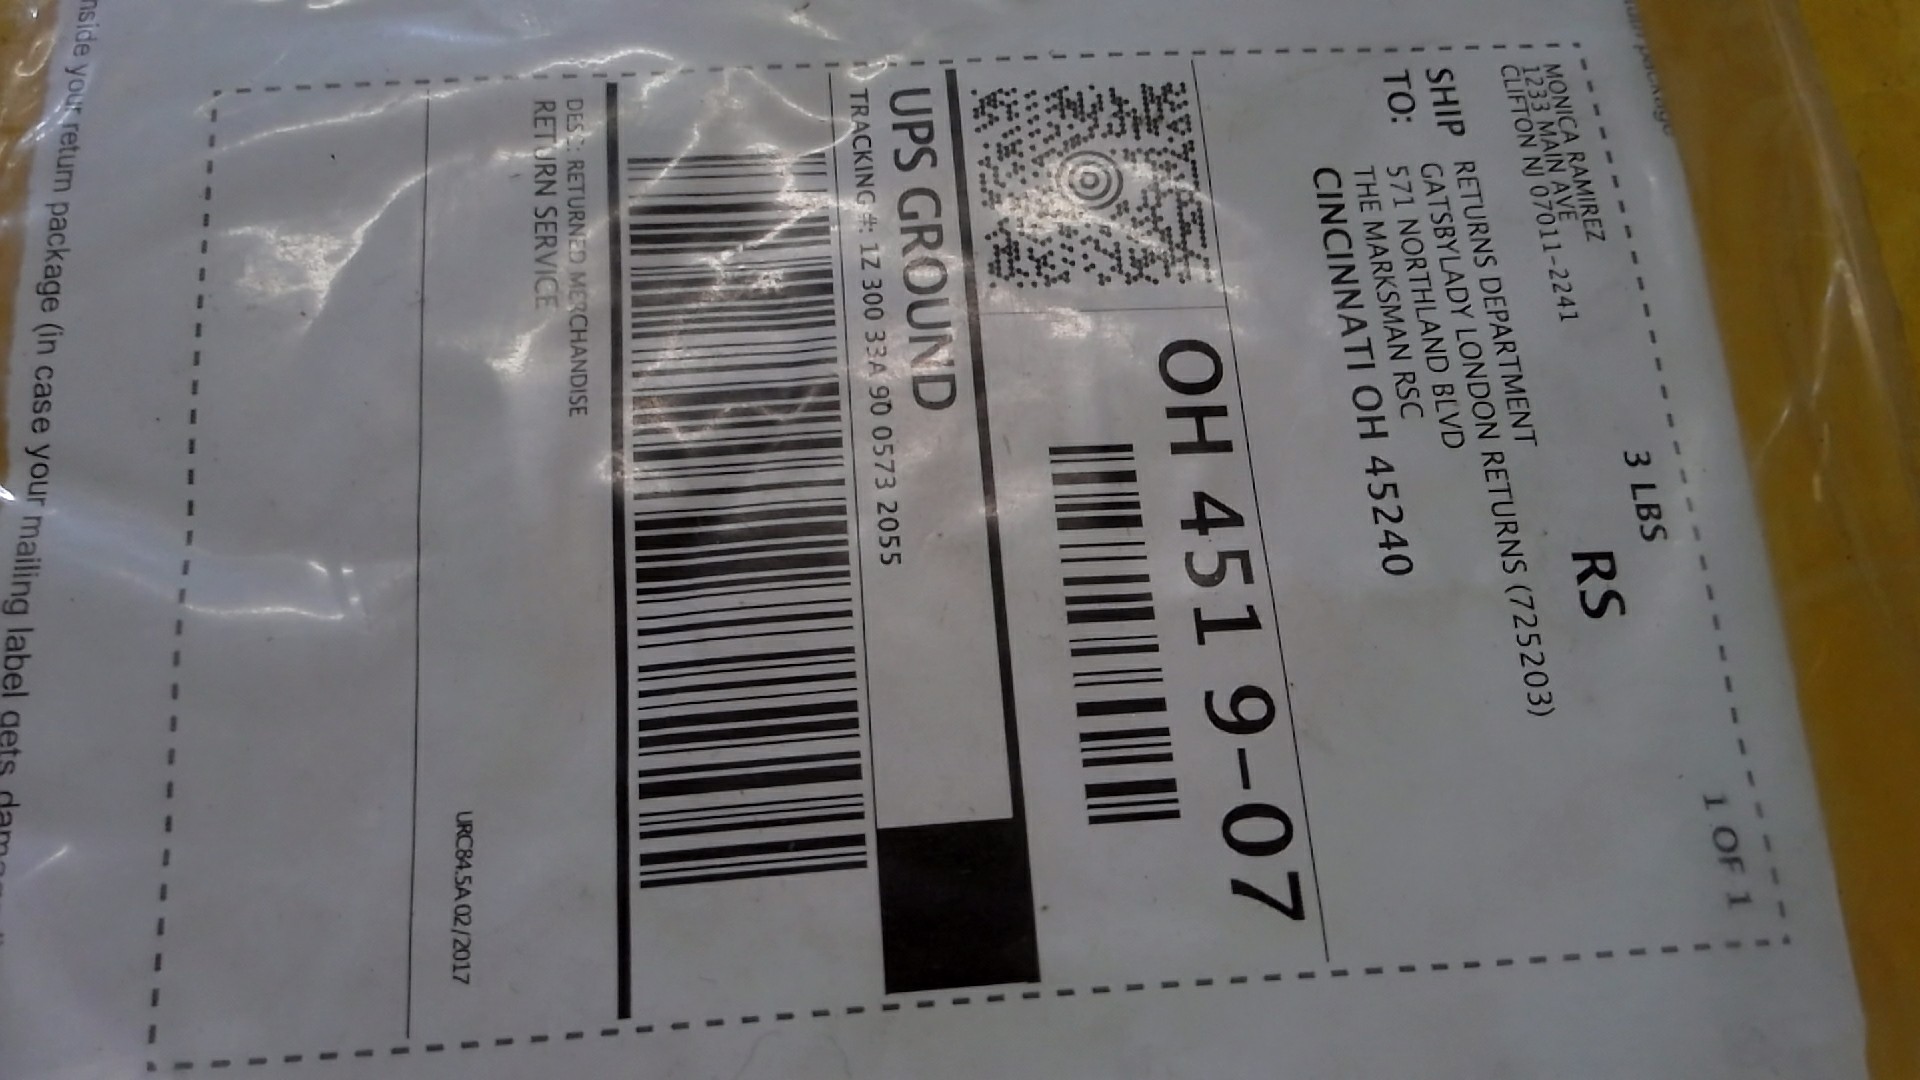 3 LBS
1 OF 1
RS
MONICA RAMIREZ
1233 MAIN AVE
CLIFTON NJ 07011-2241
SHIP TO:
RETURNS DEPARTMENT
GATSBYLADY LONDON RETURNS (725203)
571 NORTHLAND BLVD
THE MARKSMAN RSC
CINCINNATI OH 45240
OH 451 9-07
UPS GROUND
TRACKING #: 1Z 300 33A 90 0573 2055
DESC: RETURNED MERCHANDISE
RETURN SERVICE
URC84.5A 02/2017
your return package (in case your mailing label gets